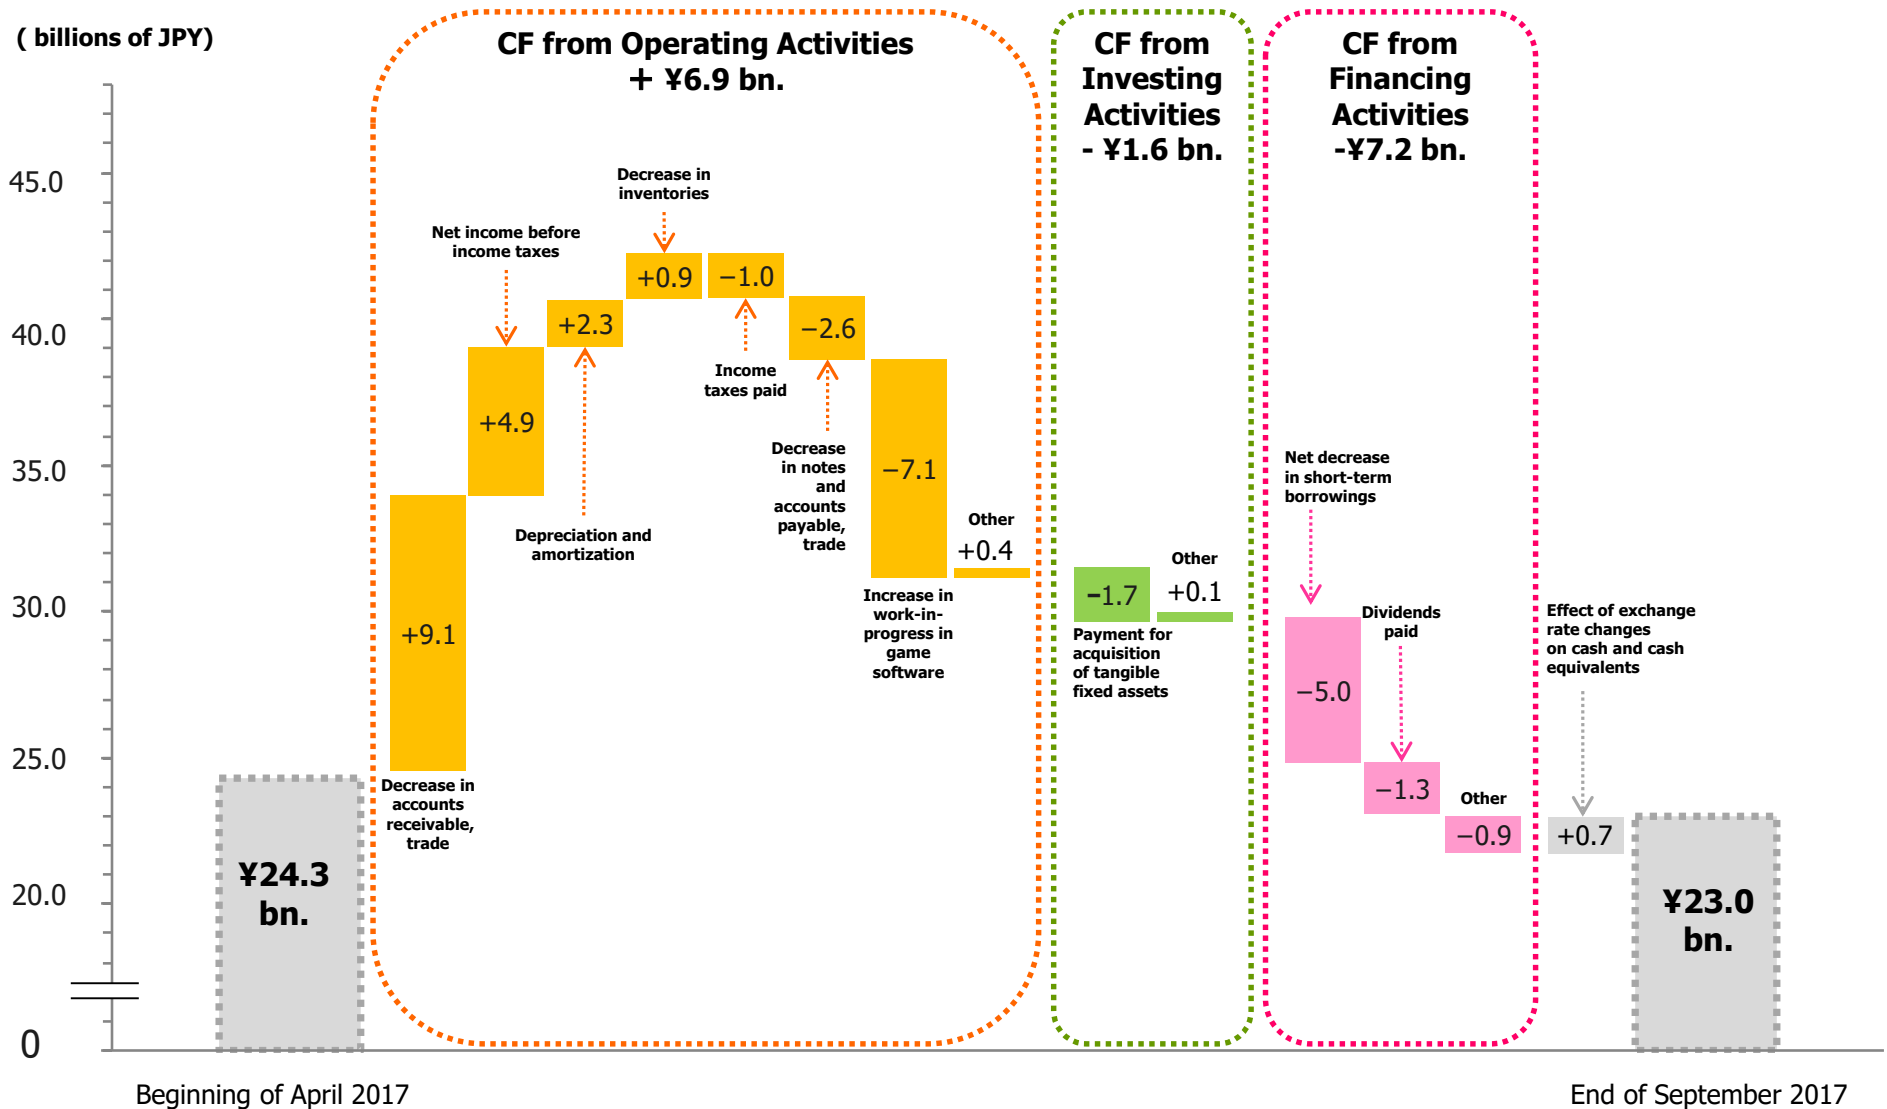 ( billions of JPY)
CF from Operating Activities
+ ¥6.9 bn.
CF from
Investing
Activities
- ¥1.6 bn.
CF from
Financing
Activities
-¥7.2 bn.
45.0
40.0
35.0
30.0
25.0
20.0
0
¥24.3
bn.
+9.1
Decrease in
accounts
receivable,
trade
Net income before
income taxes
+4.9
+2.3
Depreciation and
amortization
Decrease in
inventories
+0.9
−1.0
Income
taxes paid
−2.6
Decrease
in notes
and
accounts
payable,
trade
−7.1
Increase in
work-in-
progress in
game
software
Other
+0.4
−1.7
Payment for
acquisition
of tangible
fixed assets
Other
+0.1
Net decrease
in short-term
borrowings
−5.0
Dividends
paid
−1.3
Other
−0.9
Effect of exchange
rate changes
on cash and cash
equivalents
+0.7
¥23.0
bn.
Beginning of April 2017
End of September 2017